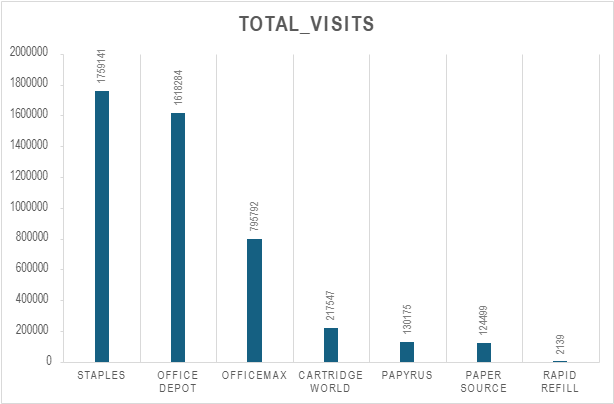 TOTAL_VISITS
2000000
1800000
1600000
1400000
1200000
1000000
800000
600000
400000
200000
0
1759141
1618284
795792
217547
130175
124499
2139
STAPLES
OFFICE
DEPOT
OFFICEMAX
CARTRIDGE
WORLD
PAPYRUS
PAPER
SOURCE
RAPID
REFILL